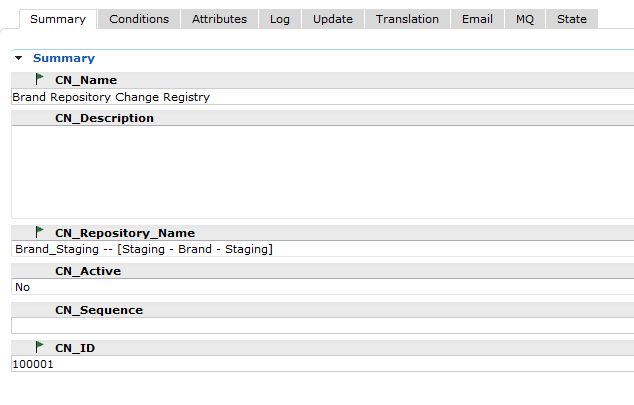 Summary Conditions Attributes Log Update Translation Email MQ State
Summary
CN_Name
Brand Repository Change Registry
CN_Description
CN_Repository_Name
Brand_Staging -- [Staging - Brand - Staging]
CN_Active
No
CN_Sequence
CN_ID
100001